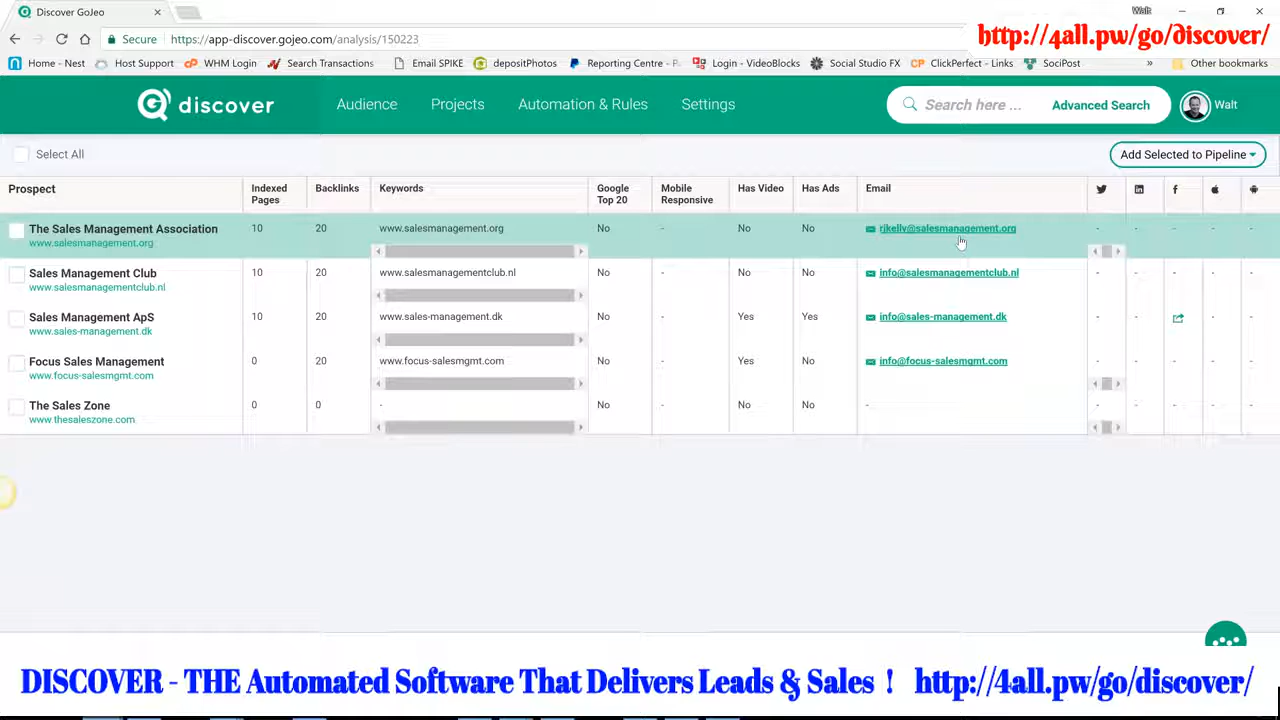 Discover GoJeo
Walt
http://4all.pw/go/discover/
Secure https://app-discover.gojeo.com/analysis/150223
Home - Nest Host Support WHM Login Search Transactions Email SPIKE depositPhotos Reporting Centre - P Login - VideoBlocks Social Studio FX ClickPerfect - Links SociPost » Other bookmarks
discover Audience Projects Automation & Rules Settings Search here ... Advanced Search Walt
Select All Add Selected to Pipeline
Prospect Indexed Pages Backlinks Keywords Google Top 20 Mobile Responsive Has Video Has Ads Email
The Sales Management Association 10 20 www.salesmanagement.org No - No No rjkelly@salesmanagement.org - - - - -
www.salesmanagement.org
Sales Management Club 10 20 www.salesmanagementclub.nl No - No No info@salesmanagementclub.nl - - - - -
www.salesmanagementclub.nl
Sales Management ApS 10 20 www.sales-management.dk No - Yes Yes info@sales-management.dk - - - -
www.sales-management.dk
Focus Sales Management 0 20 www.focus-salesmgmt.com No - Yes No info@focus-salesmgmt.com - - - - -
www.focus-salesmgmt.com
The Sales Zone 0 0 - No - No No - - - - - -
www.thesaleszone.com
DISCOVER - THE Automated Software That Delivers Leads & Sales ! http://4all.pw/go/discover/